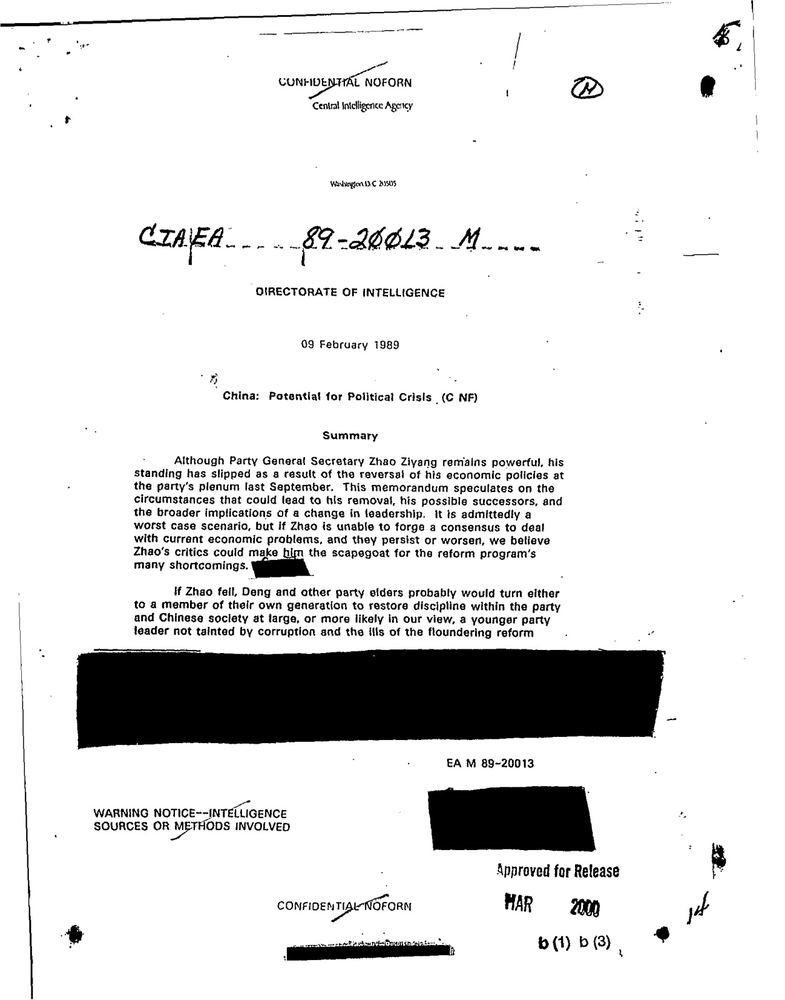 CONFIDENTIAL NOFORN
Central Intelligence Agency
Washington D C 20505
CIA/EA 89-20013 M
DIRECTORATE OF INTELLIGENCE
09 February 1989
China: Potential for Political Crisis (C NF)
Summary
Although Party General Secretary Zhao Ziyang remains powerful, his
standing has slipped as a result of the reversal of his economic policies at
the party's plenum last September. This memorandum speculates on the
circumstances that could lead to his removal, his possible successors, and
the broader implications of a change in leadership. It is admittedly a
worst case scenario, but if Zhao is unable to forge a consensus to deal
with current economic problems, and they persist or worsen, we believe
Zhao's critics could make him the scapegoat for the reform program's
many shortcomings.
If Zhao fell, Deng and other party elders probably would turn either
to a member of their own generation to restore discipline within the party
and Chinese society at large, or more likely in our view, a younger party
leader not tainted by corruption and the ills of the floundering reform
EA M 89-20013
WARNING NOTICE--INTELLIGENCE
SOURCES OR METHODS INVOLVED
Approved for Release
MAR 2000
CONFIDENTIAL NOFORN
b (1) b (3)